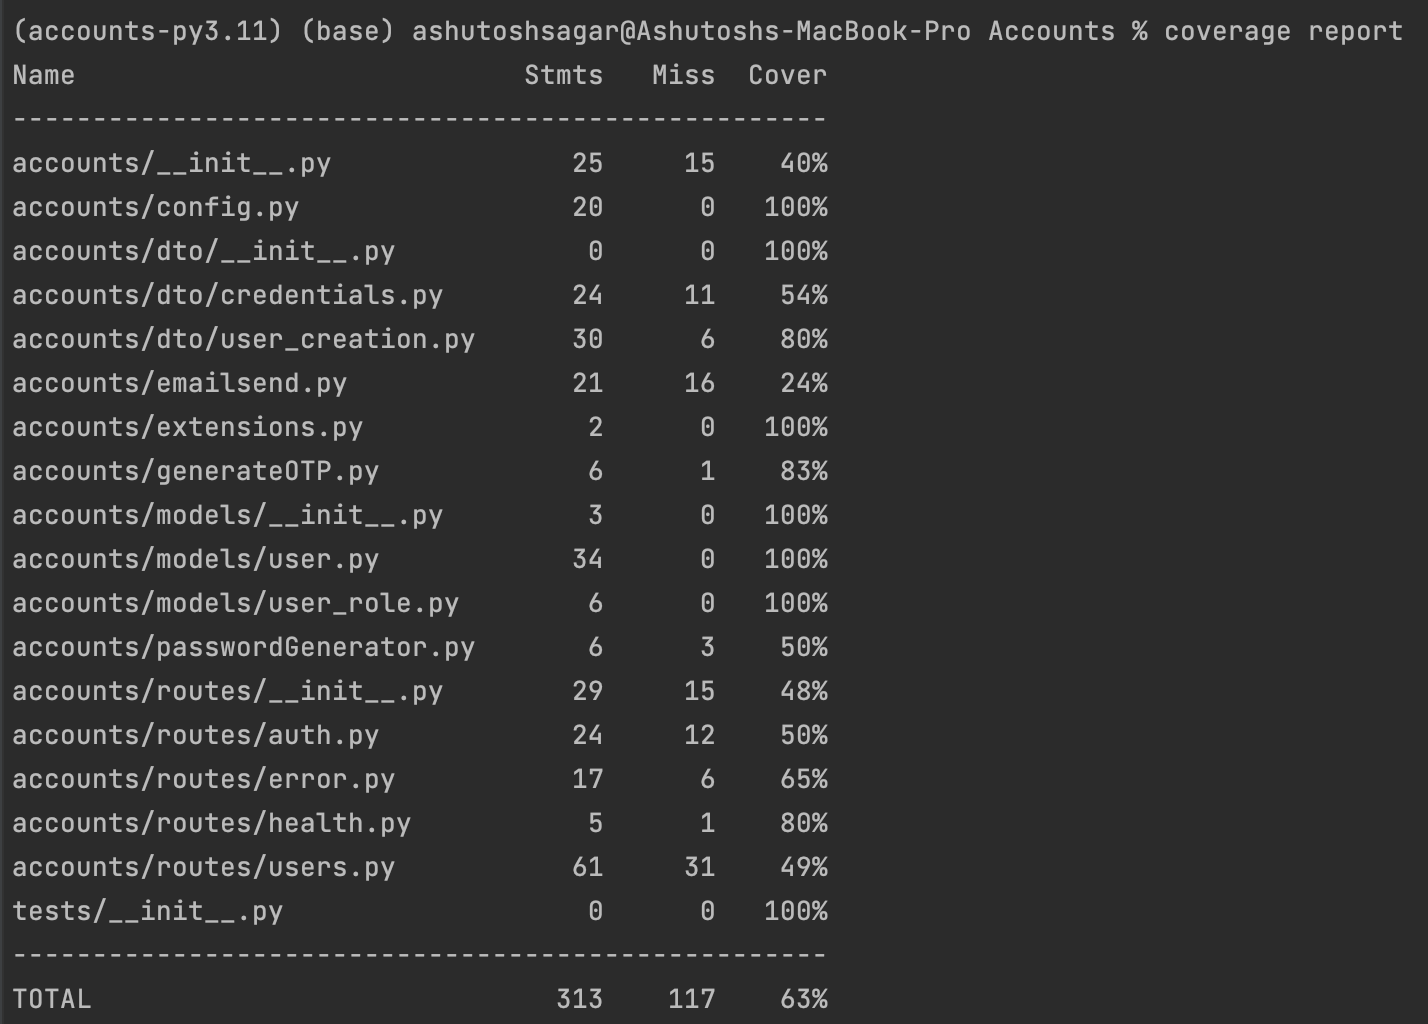 (accounts-py3.11) (base) ashutoshsagar@Ashutoshs-MacBook-Pro Accounts % coverage report
Name                            Stmts   Miss  Cover
---------------------------------------------------
accounts/__init__.py               25     15    40%
accounts/config.py                 20      0   100%
accounts/dto/__init__.py            0      0   100%
accounts/dto/credentials.py        24     11    54%
accounts/dto/user_creation.py      30      6    80%
accounts/emailsend.py              21     16    24%
accounts/extensions.py              2      0   100%
accounts/generateOTP.py             6      1    83%
accounts/models/__init__.py         3      0   100%
accounts/models/user.py            34      0   100%
accounts/models/user_role.py        6      0   100%
accounts/passwordGenerator.py       6      3    50%
accounts/routes/__init__.py        29     15    48%
accounts/routes/auth.py            24     12    50%
accounts/routes/error.py           17      6    65%
accounts/routes/health.py           5      1    80%
accounts/routes/users.py           61     31    49%
tests/__init__.py                   0      0   100%
---------------------------------------------------
TOTAL                             313    117    63%